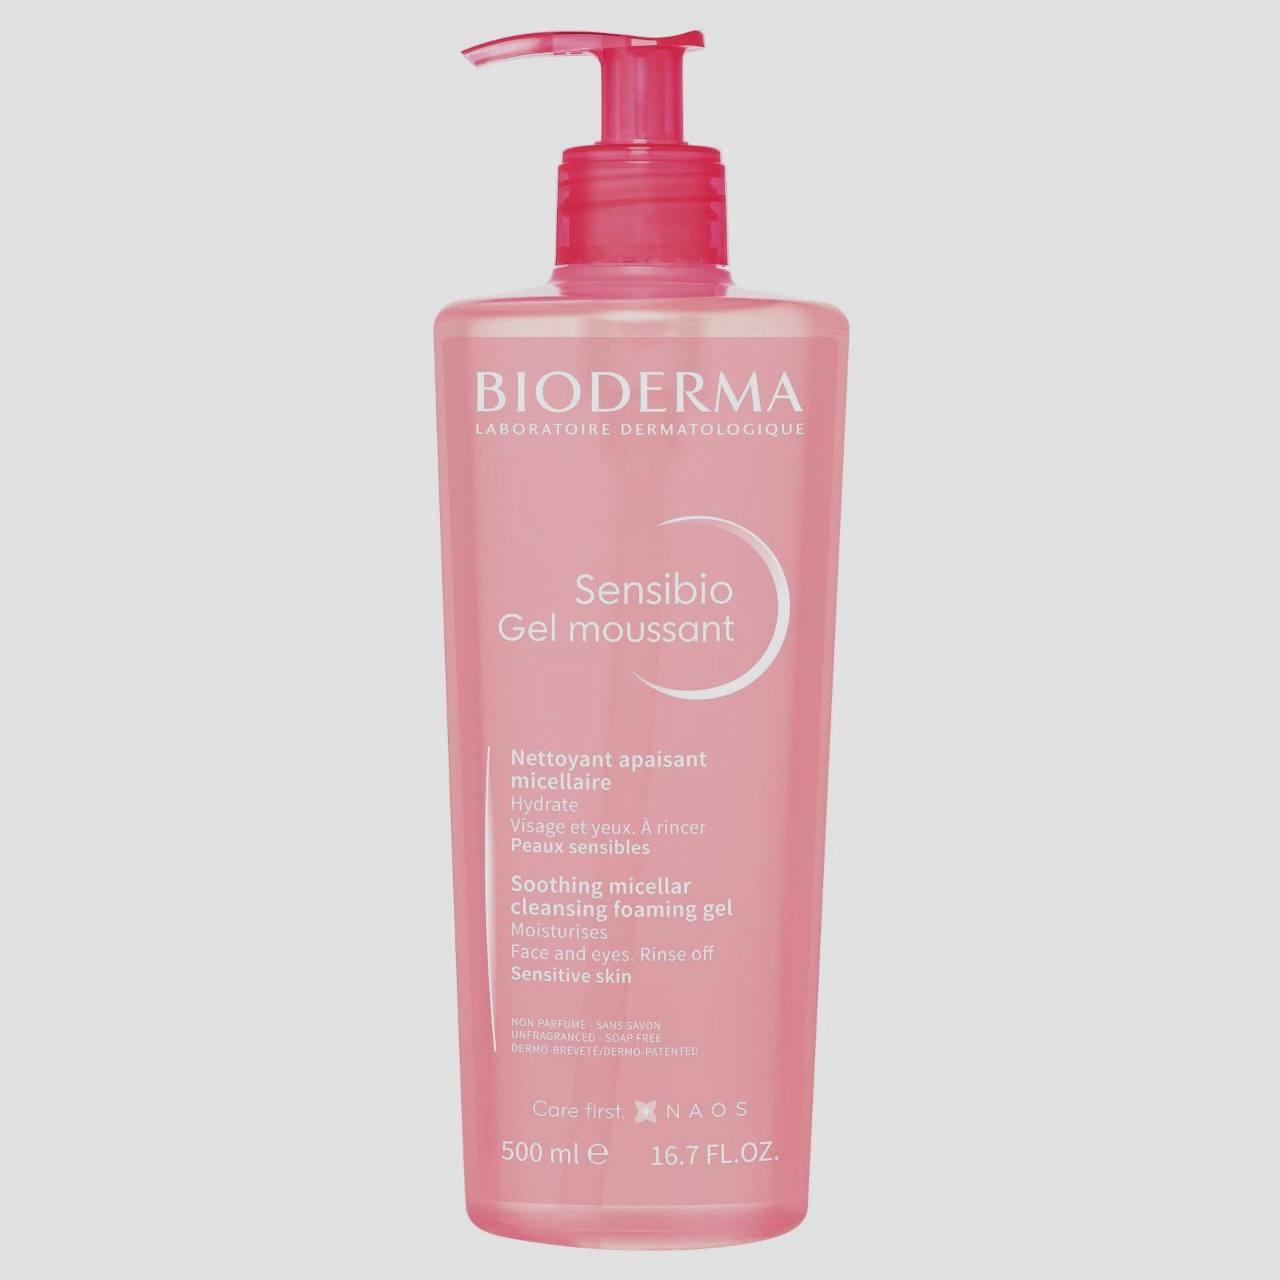 BIODERMA
LABORATOIRE DERMATOLOGIQUE
Sensibio
Gel moussant
Nettoyant apaisant
micellaire
Hydrate
Visage et yeux. À rincer
Peaux sensibles
Soothing micellar
cleansing foaming gel
Moisturises
Face and eyes. Rinse off
Sensitive skin
NON PARFUMÉ - SANS SAVON
UNFRAGRANCED - SOAP FREE
DERMO-BREVETÉ/DERMO-PATENTED
Care first. NAOS
500 ml ℮ 16.7 FL.OZ.